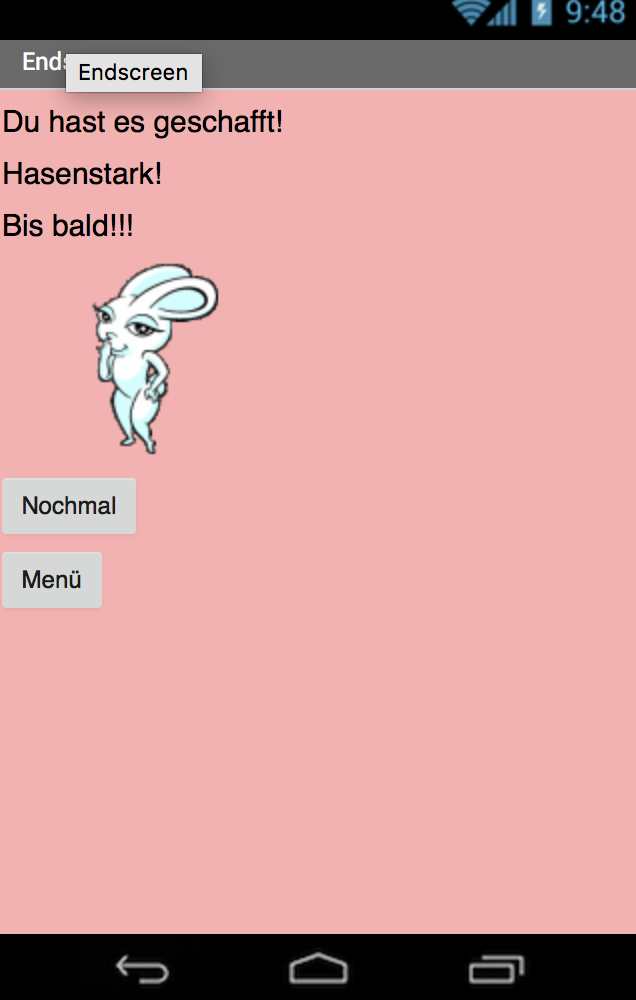 9:48
Ends
Endscreen
Du hast es geschafft!
Hasenstark!
Bis bald!!!
Nochmal
Menü